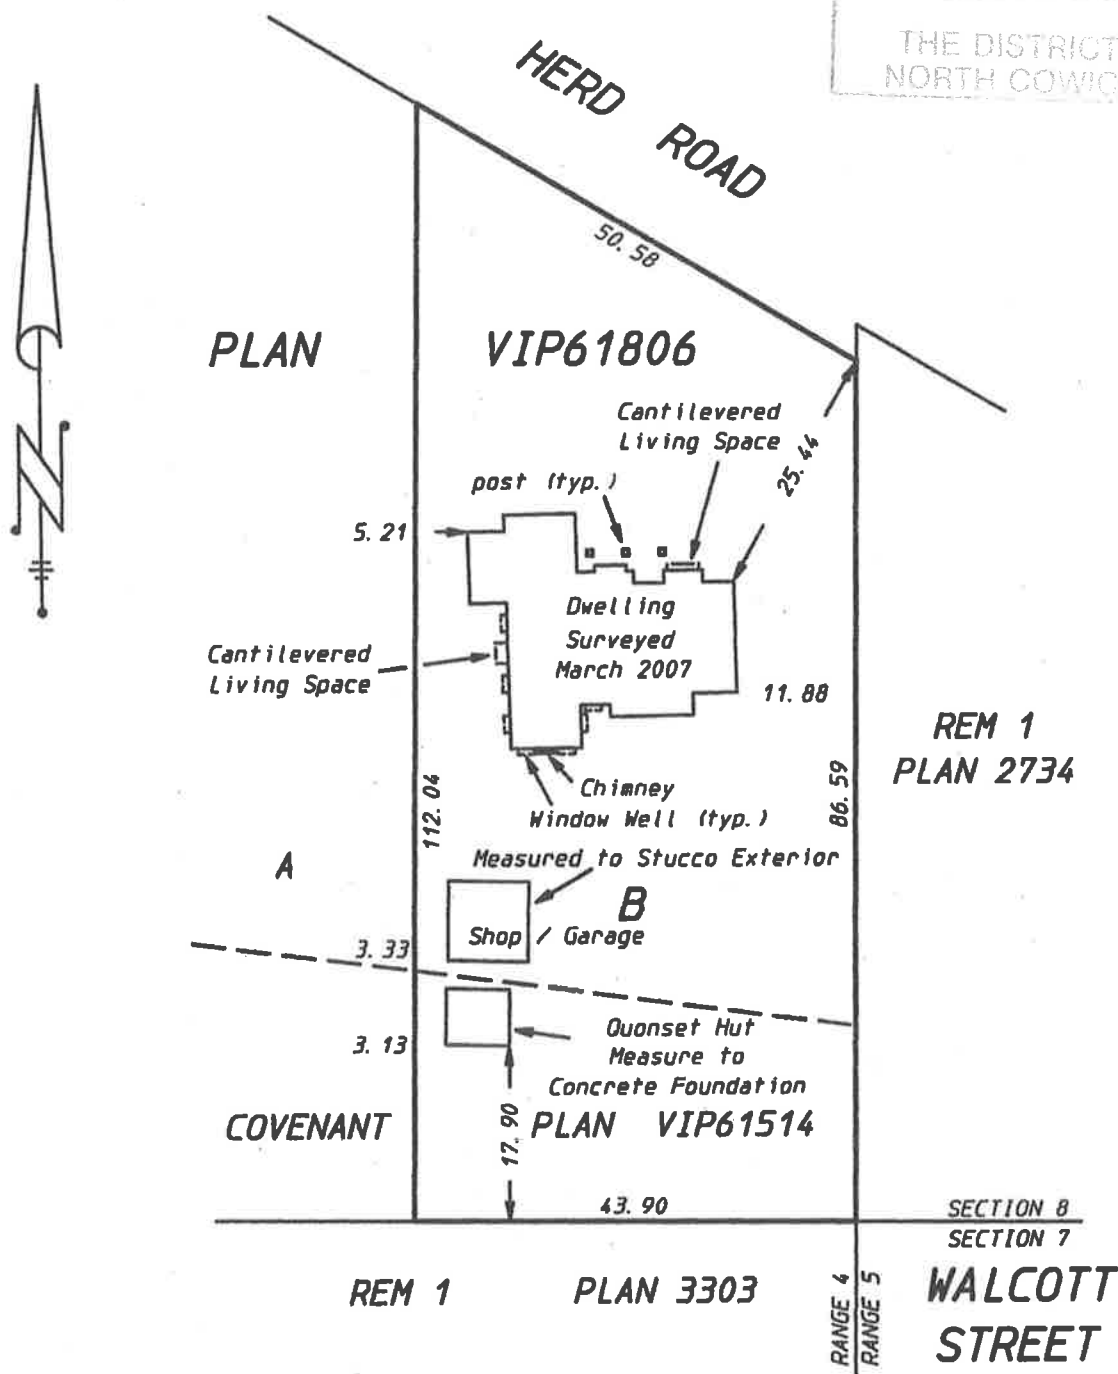 THE DISTRICT
NORTH COWIC
HERD ROAD
50.58
PLAN VIP61806
Cantilevered
Living Space
25.44
post (typ.)
5.21
N
Dwelling
Surveyed
March 2007
Cantilevered
Living Space
11.88
REM 1
PLAN 2734
86.59
112.04
Chimney
Window Well (typ.)
Measured to Stucco Exterior
A
B
Shop / Garage
3.33
Quonset Hut
Measure to
Concrete Foundation
3.13
17.90
COVENANT PLAN VIP61514
43.90
SECTION 8
SECTION 7
REM 1 PLAN 3303
RANGE 4
RANGE 5
WALCOTT
STREET